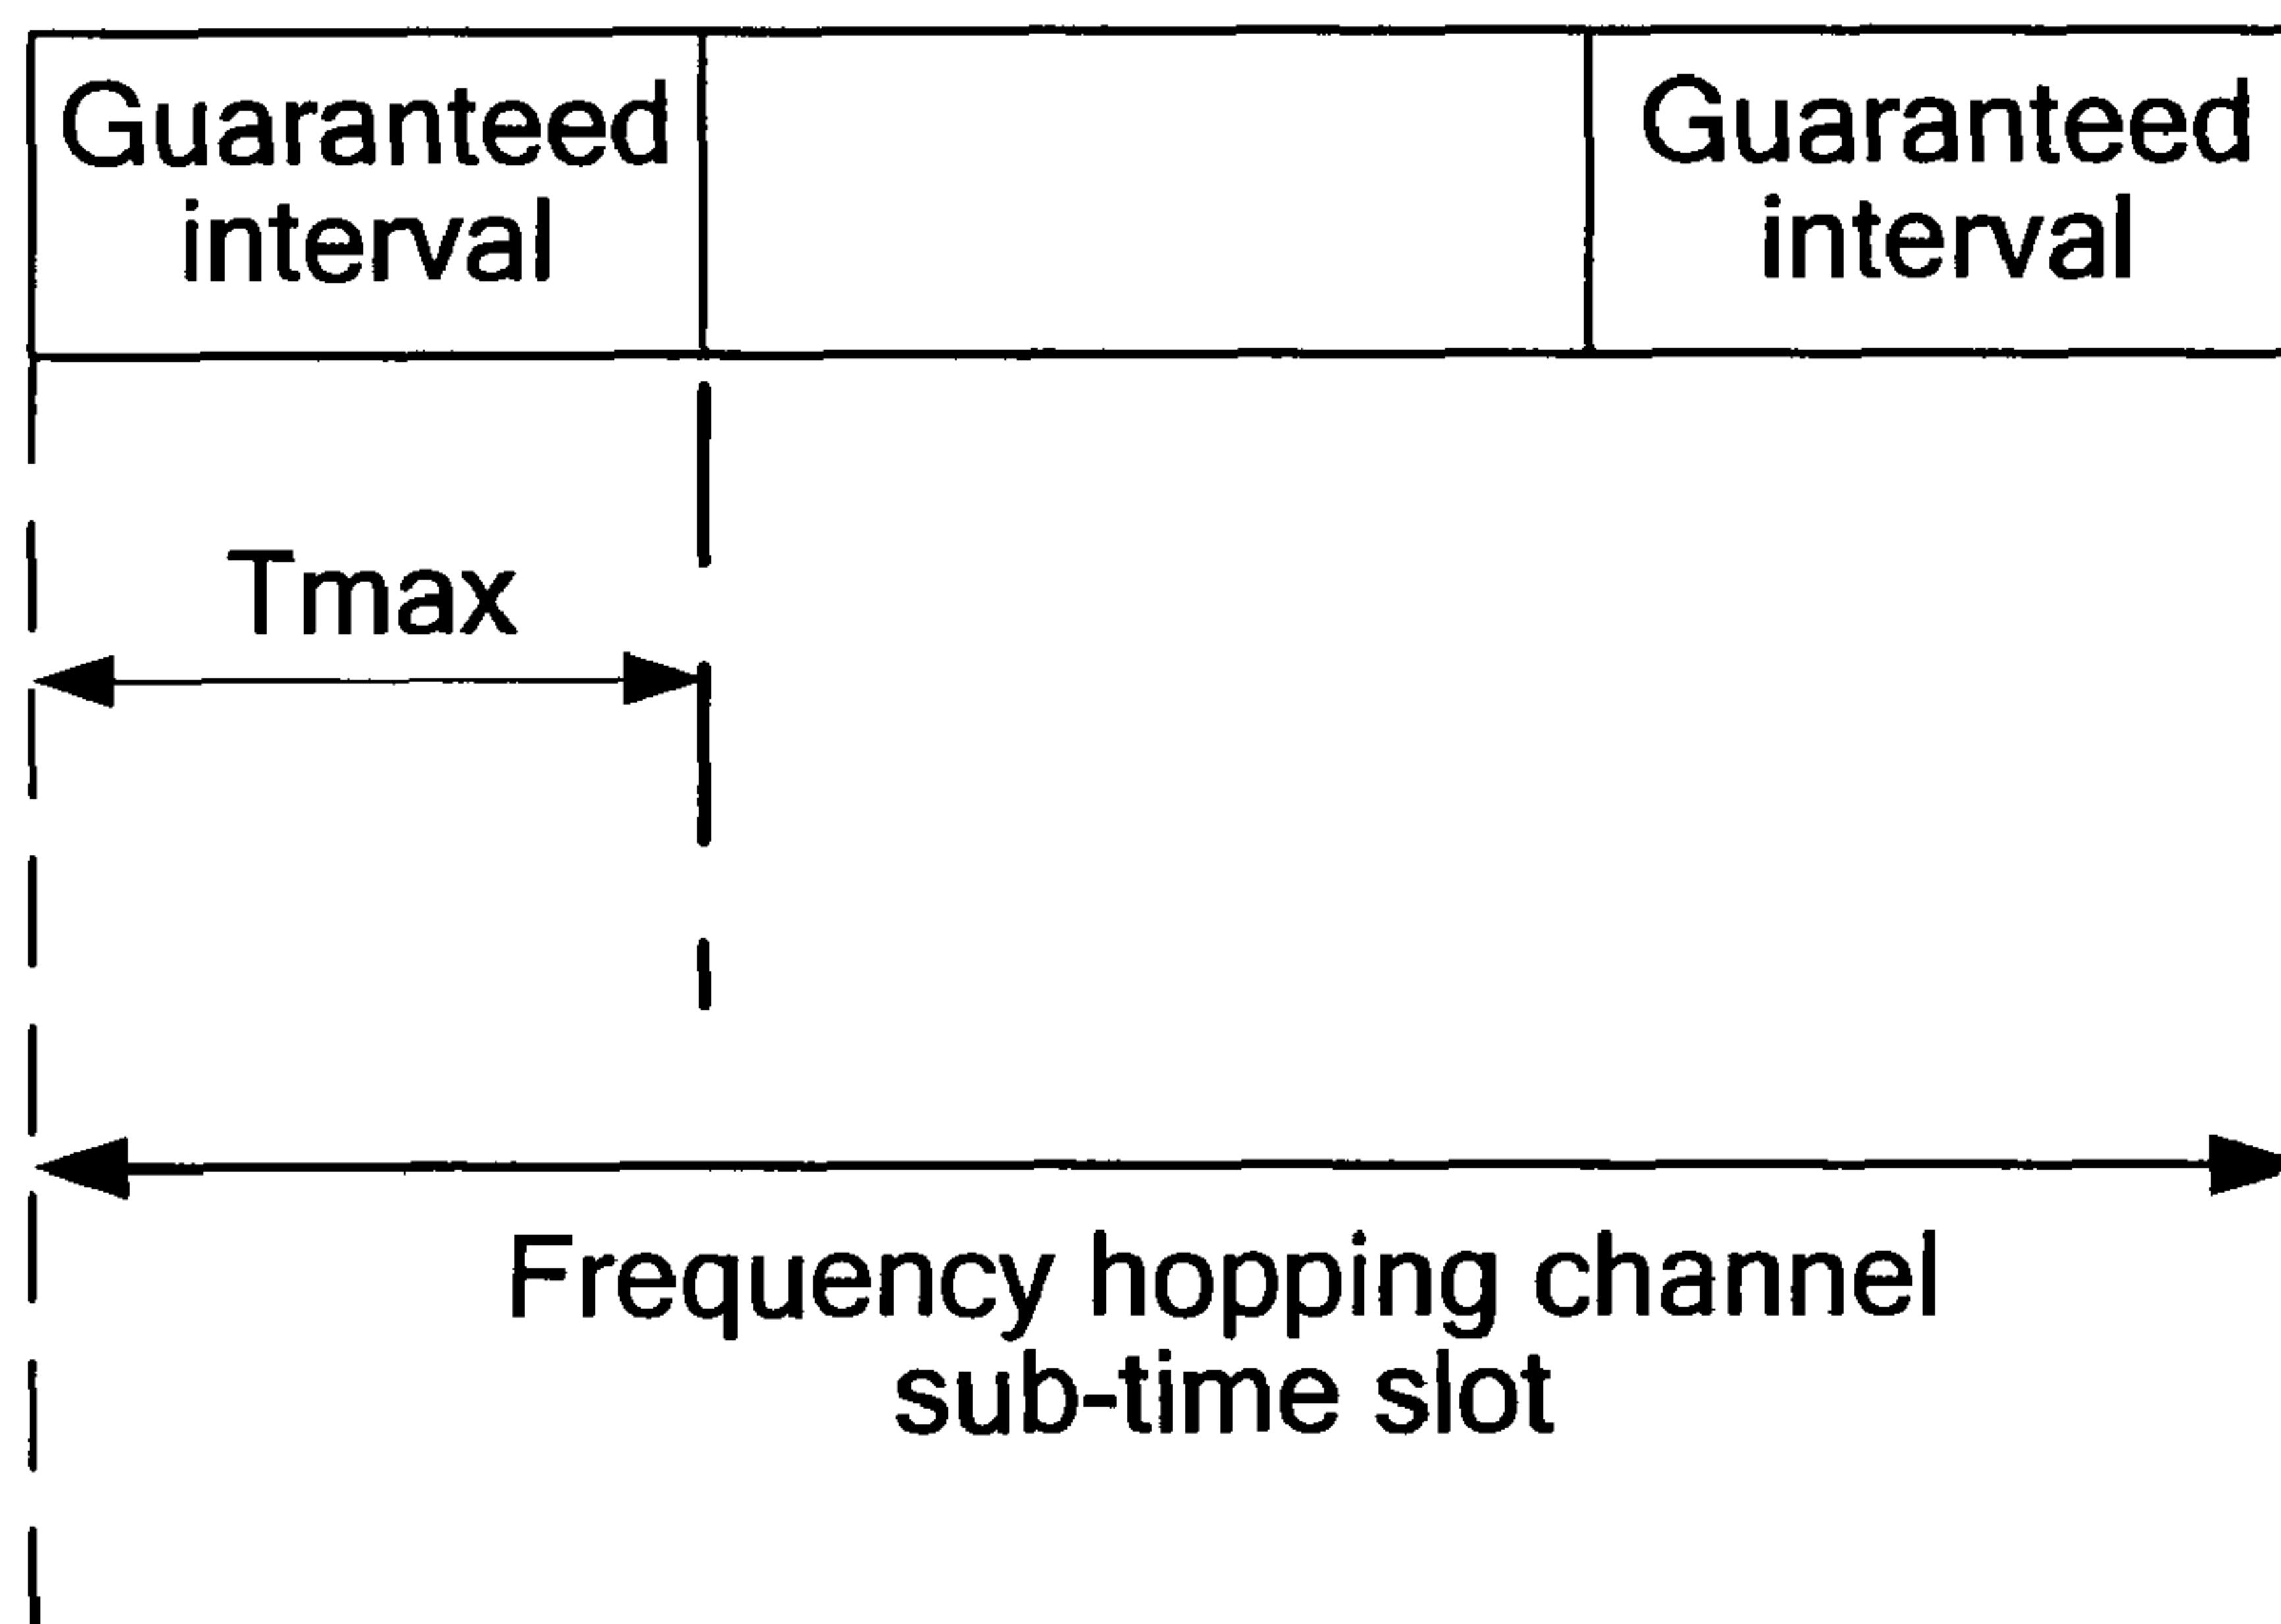 Guaranteed
interval
Guaranteed
interval
Tmax
Frequency hopping channel
sub-time slot